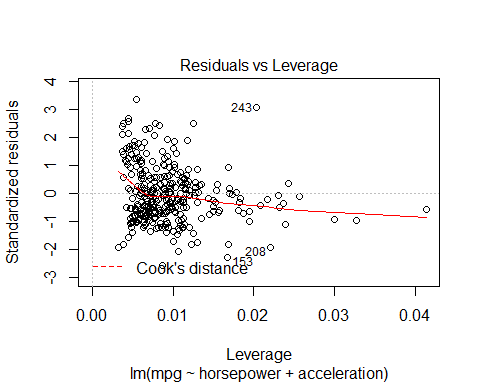 Residuals vs Leverage
Standardized residuals
4
3
2
1
0
-1
-2
-3
243
208
153
Cook's distance
0.00 0.01 0.02 0.03 0.04
Leverage
lm(mpg ~ horsepower + acceleration)